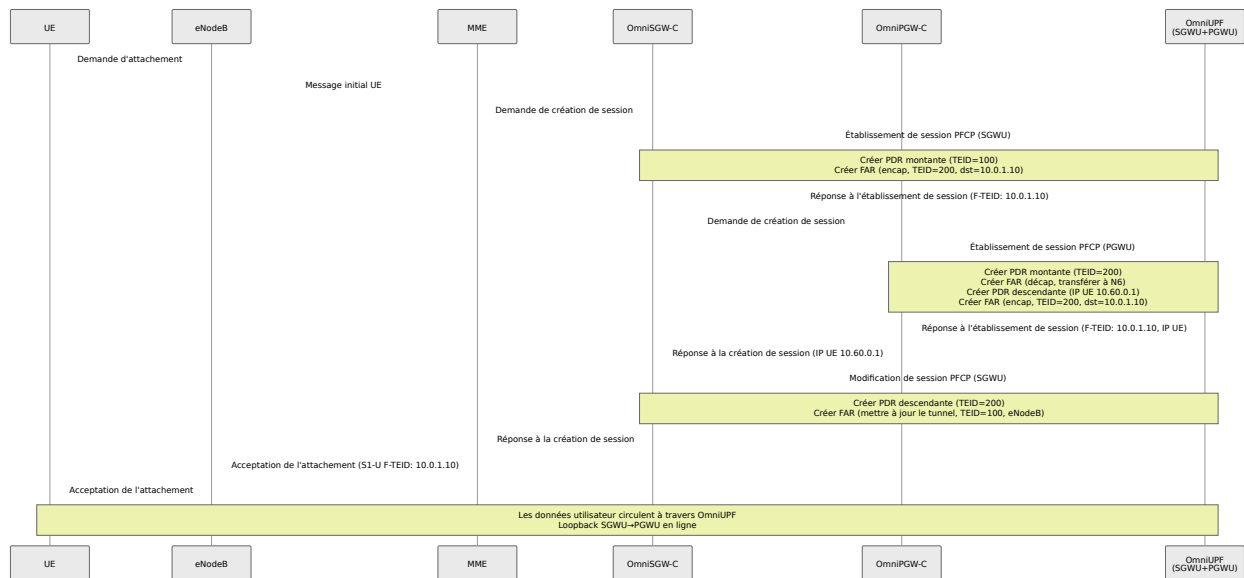 UE
eNodeB
MME
OmniSGW-C
OmniPGW-C
OmniUPF
(SGWU+PGWU)
Demande d'attachement
Message initial UE
Demande de création de session
Établissement de session PFCP (SGWU)
Créer PDR montante (TEID=100)
Créer FAR (encap, TEID=200, dst=10.0.1.10)
Réponse à l'établissement de session (F-TEID: 10.0.1.10)
Demande de création de session
Établissement de session PFCP (PGWU)
Créer PDR montante (TEID=200)
Créer FAR (décap, transférer à N6)
Créer PDR descendante (IP UE 10.60.0.1)
Créer FAR (encap, TEID=200, dst=10.0.1.10)
Réponse à l'établissement de session (F-TEID: 10.0.1.10, IP UE)
Réponse à la création de session (IP UE 10.60.0.1)
Modification de session PFCP (SGWU)
Créer PDR descendante (TEID=200)
Créer FAR (mettre à jour le tunnel, TEID=100, eNodeB)
Réponse à la création de session
Acceptation de l'attachement (S1-U F-TEID: 10.0.1.10)
Acceptation de l'attachement
Les données utilisateur circulent à travers OmniUPF
Loopback SGWU→PGWU en ligne
UE
eNodeB
MME
OmniSGW-C
OmniPGW-C
OmniUPF
(SGWU+PGWU)